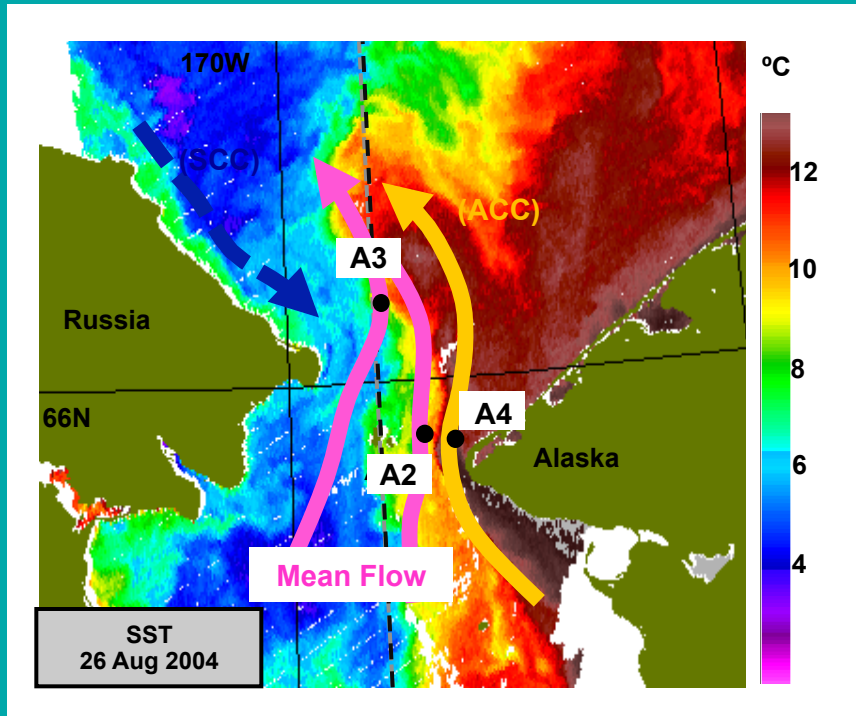 170W
ºC
(SCC)
12
(ACC)
A3
10
Russia
8
66N
A4
A2
Alaska
6
Mean Flow
4
SST
26 Aug 2004